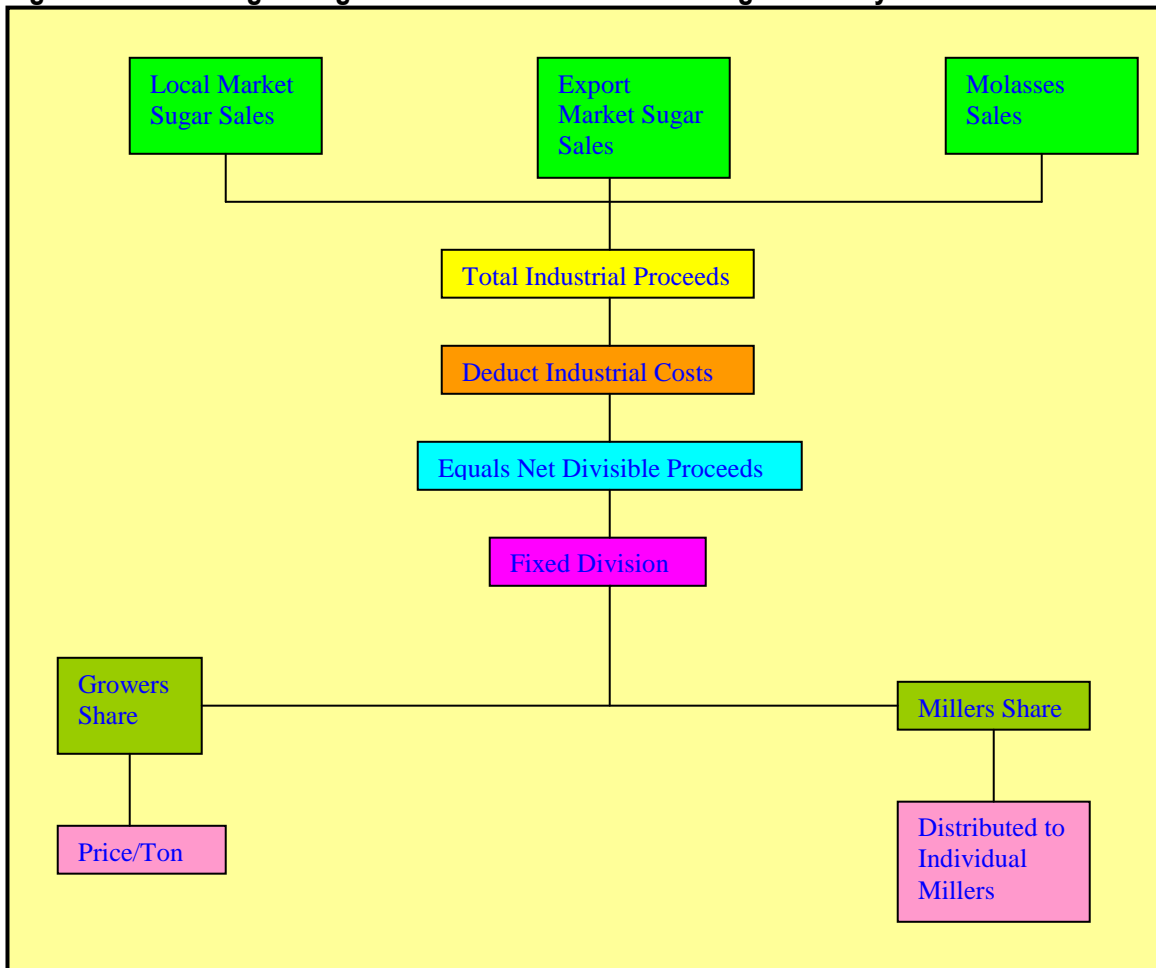 Local Market
Sugar Sales
Export
Market Sugar
Sales
Molasses
Sales
Total Industrial Proceeds
Deduct Industrial Costs
Equals Net Divisible Proceeds
Fixed Division
Growers
Share
Millers Share
Price/Ton
Distributed to
Individual
Millers